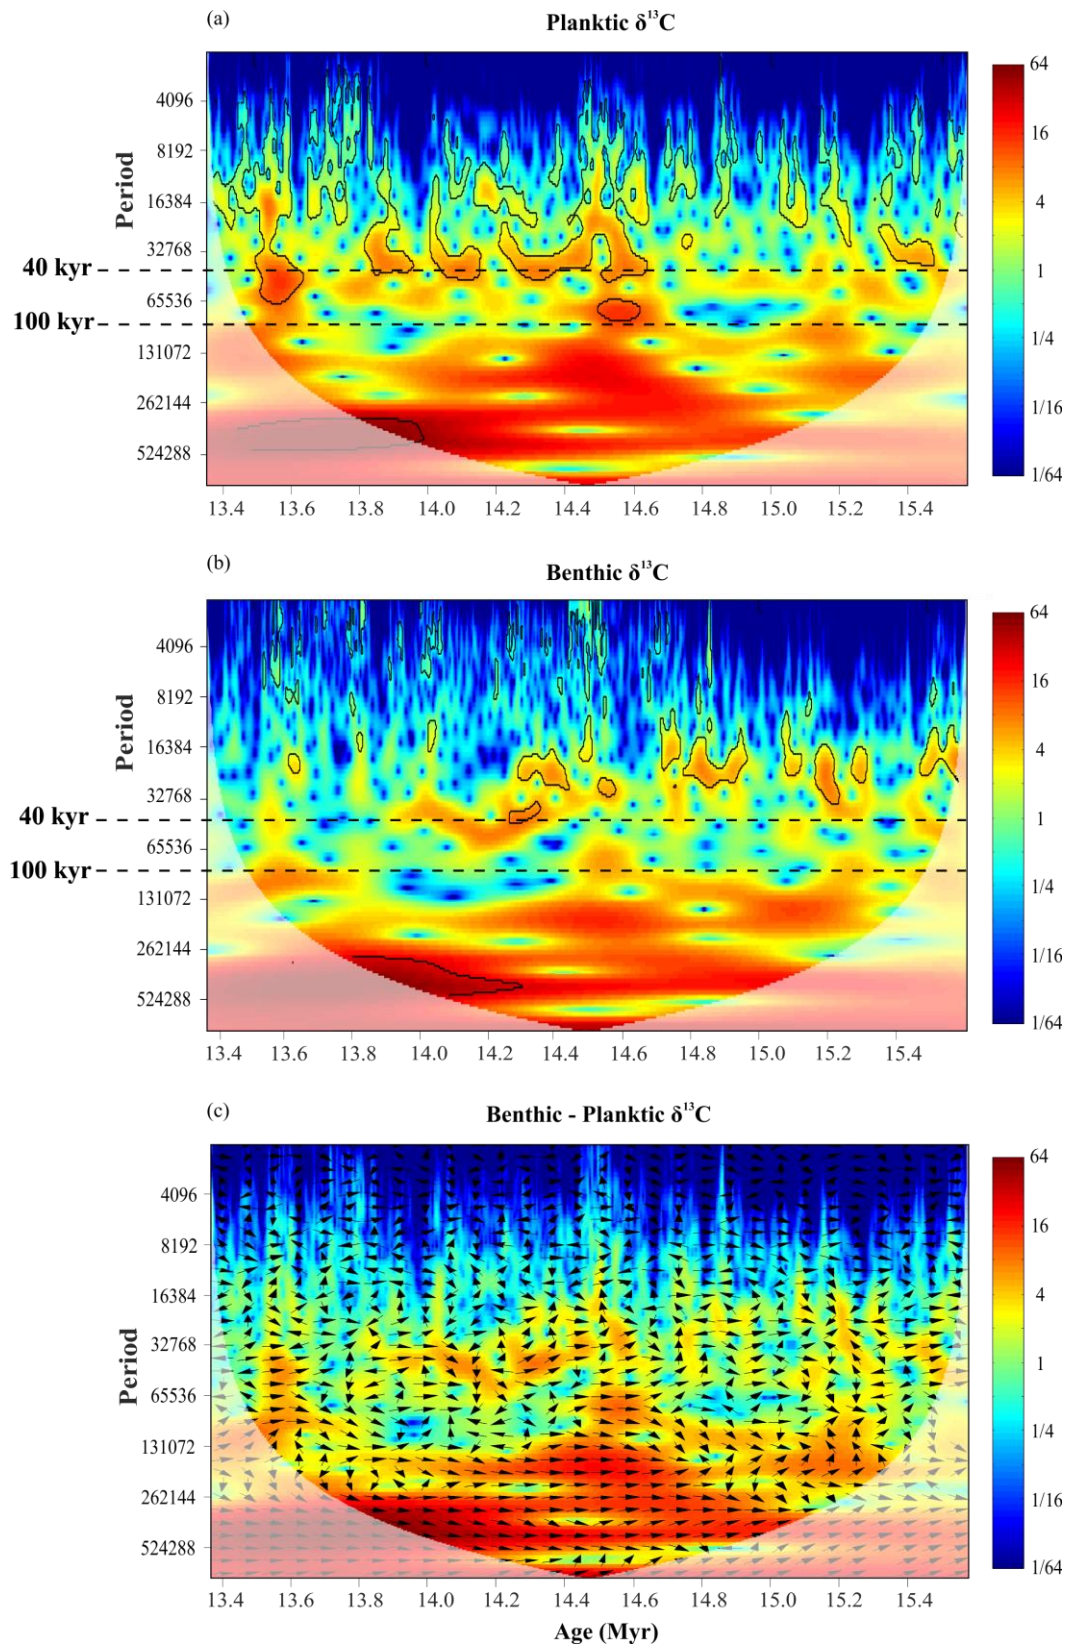 (a)
Planktic δ¹³C
Period
4096
8192
16384
32768
40 kyr
65536
100 kyr
131072
262144
524288
13.4 13.6 13.8 14.0 14.2 14.4 14.6 14.8 15.0 15.2 15.4
64
16
4
1
1/4
1/16
1/64
(b)
Benthic δ¹³C
Period
4096
8192
16384
32768
40 kyr
65536
100 kyr
131072
262144
524288
13.4 13.6 13.8 14.0 14.2 14.4 14.6 14.8 15.0 15.2 15.4
64
16
4
1
1/4
1/16
1/64
(c)
Benthic - Planktic δ¹³C
Period
4096
8192
16384
32768
65536
131072
262144
524288
13.4 13.6 13.8 14.0 14.2 14.4 14.6 14.8 15.0 15.2 15.4
Age (Myr)
64
16
4
1
1/4
1/16
1/64